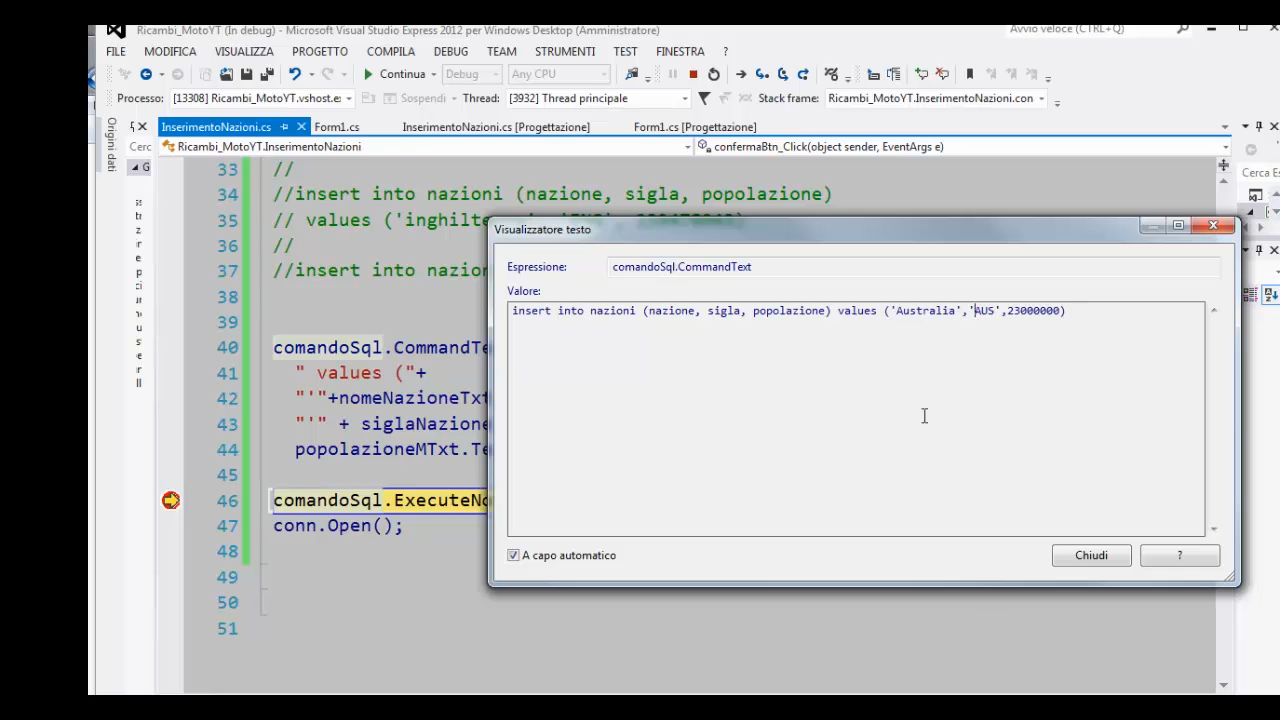 Ricambi_MotoYT (In debug) - Microsoft Visual Studio Express 2012 per Windows Desktop (Amministratore)
Avvio veloce (CTRL+Q)
FILE MODIFICA VISUALIZZA PROGETTO COMPILA DEBUG TEAM STRUMENTI TEST FINESTRA ?
Continua Debug Any CPU
Processo: [13308] Ricambi_MotoYT.vshost.e: Sospendi Thread: [3932] Thread principale Stack frame: Ricambi_MotoYT.InserimentoNazioni.con
Origini dati
InserimentoNazioni.cs Form1.cs InserimentoNazioni.cs [Progettazione] Form1.cs [Progettazione]
Cerc
Ricambi_MotoYT.InserimentoNazioni confermaBtn_Click(object sender, EventArgs e)
G
Cerca Es
33 //
34 //insert into nazioni (nazione, sigla, popolazione)
35 // values ('inghilte
36 //
37 //insert into nazion
38
39
40 comandoSql.CommandTe
41 " values ("+
42 "'"+nomeNazioneTxt
43 "'" + siglaNazione
44 popolazioneMTxt.Te
45
46 comandoSql.ExecuteNo
47 conn.Open();
48
49
50
51
Visualizzatore testo
Espressione: comandoSql.CommandText
Valore:
insert into nazioni (nazione, sigla, popolazione) values ('Australia','AUS',23000000)
A capo automatico
Chiudi
?